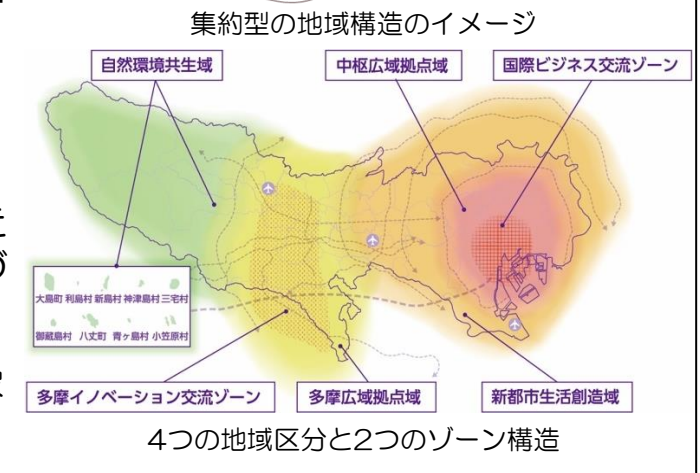 集約型の地域構造のイメージ
自然環境共生域
中枢広域拠点域
国際ビジネス交流ゾーン
大島町 利島村 新島村 神津島村 三宅村
御蔵島村 八丈町 青ヶ島村 小笠原村
多摩イノベーション交流ゾーン
多摩広域拠点域
新都市生活創造域
4つの地域区分と2つのゾーン構造